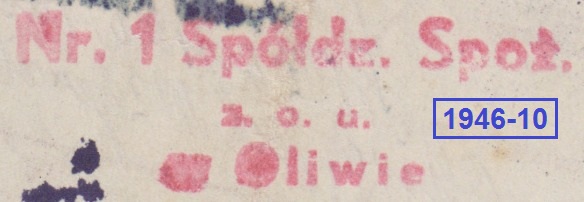 Nr. 1 Spółdz. Spoż.
z. o. u.
1946-10
w Oliwie